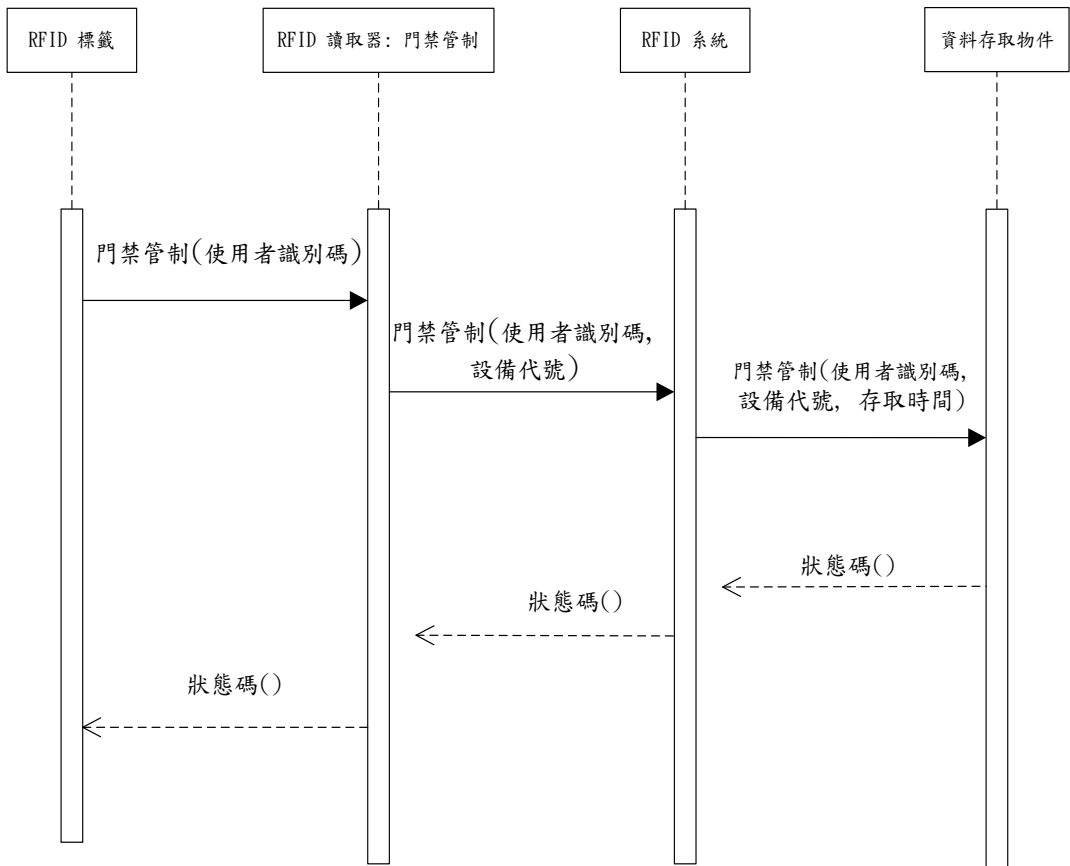 RFID 標籤
RFID 讀取器: 門禁管制
RFID 系統
資料存取物件
門禁管制(使用者識別碼)
門禁管制(使用者識別碼,
設備代號)
門禁管制(使用者識別碼,
設備代號, 存取時間)
狀態碼()
狀態碼()
狀態碼()